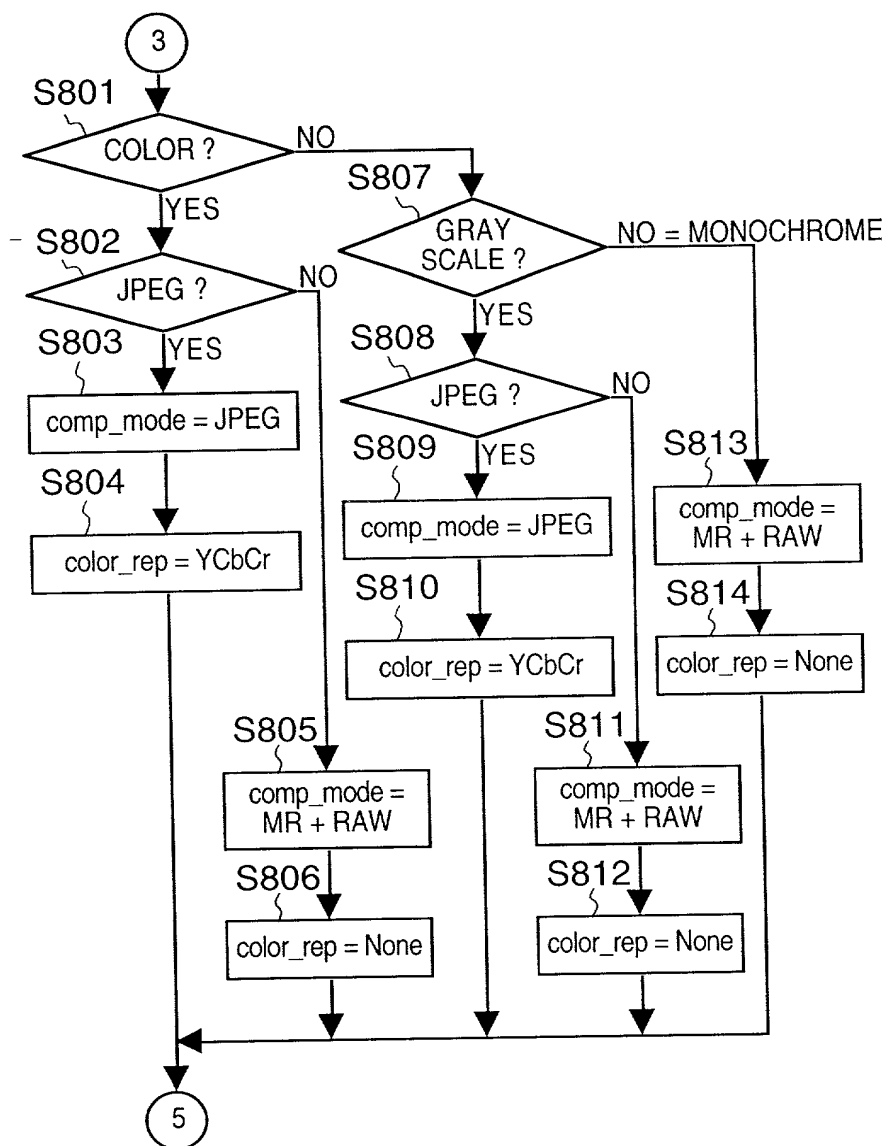 3
S801
COLOR ?
NO
YES
S802
JPEG ?
NO
YES
S803
comp_mode = JPEG
S804
color_rep = YCbCr
S805
comp_mode =
MR + RAW
S806
color_rep = None
S807
GRAY
SCALE ?
NO = MONOCHROME
YES
S808
JPEG ?
NO
YES
S809
comp_mode = JPEG
S810
color_rep = YCbCr
S811
comp_mode =
MR + RAW
S812
color_rep = None
S813
comp_mode =
MR + RAW
S814
color_rep = None
5